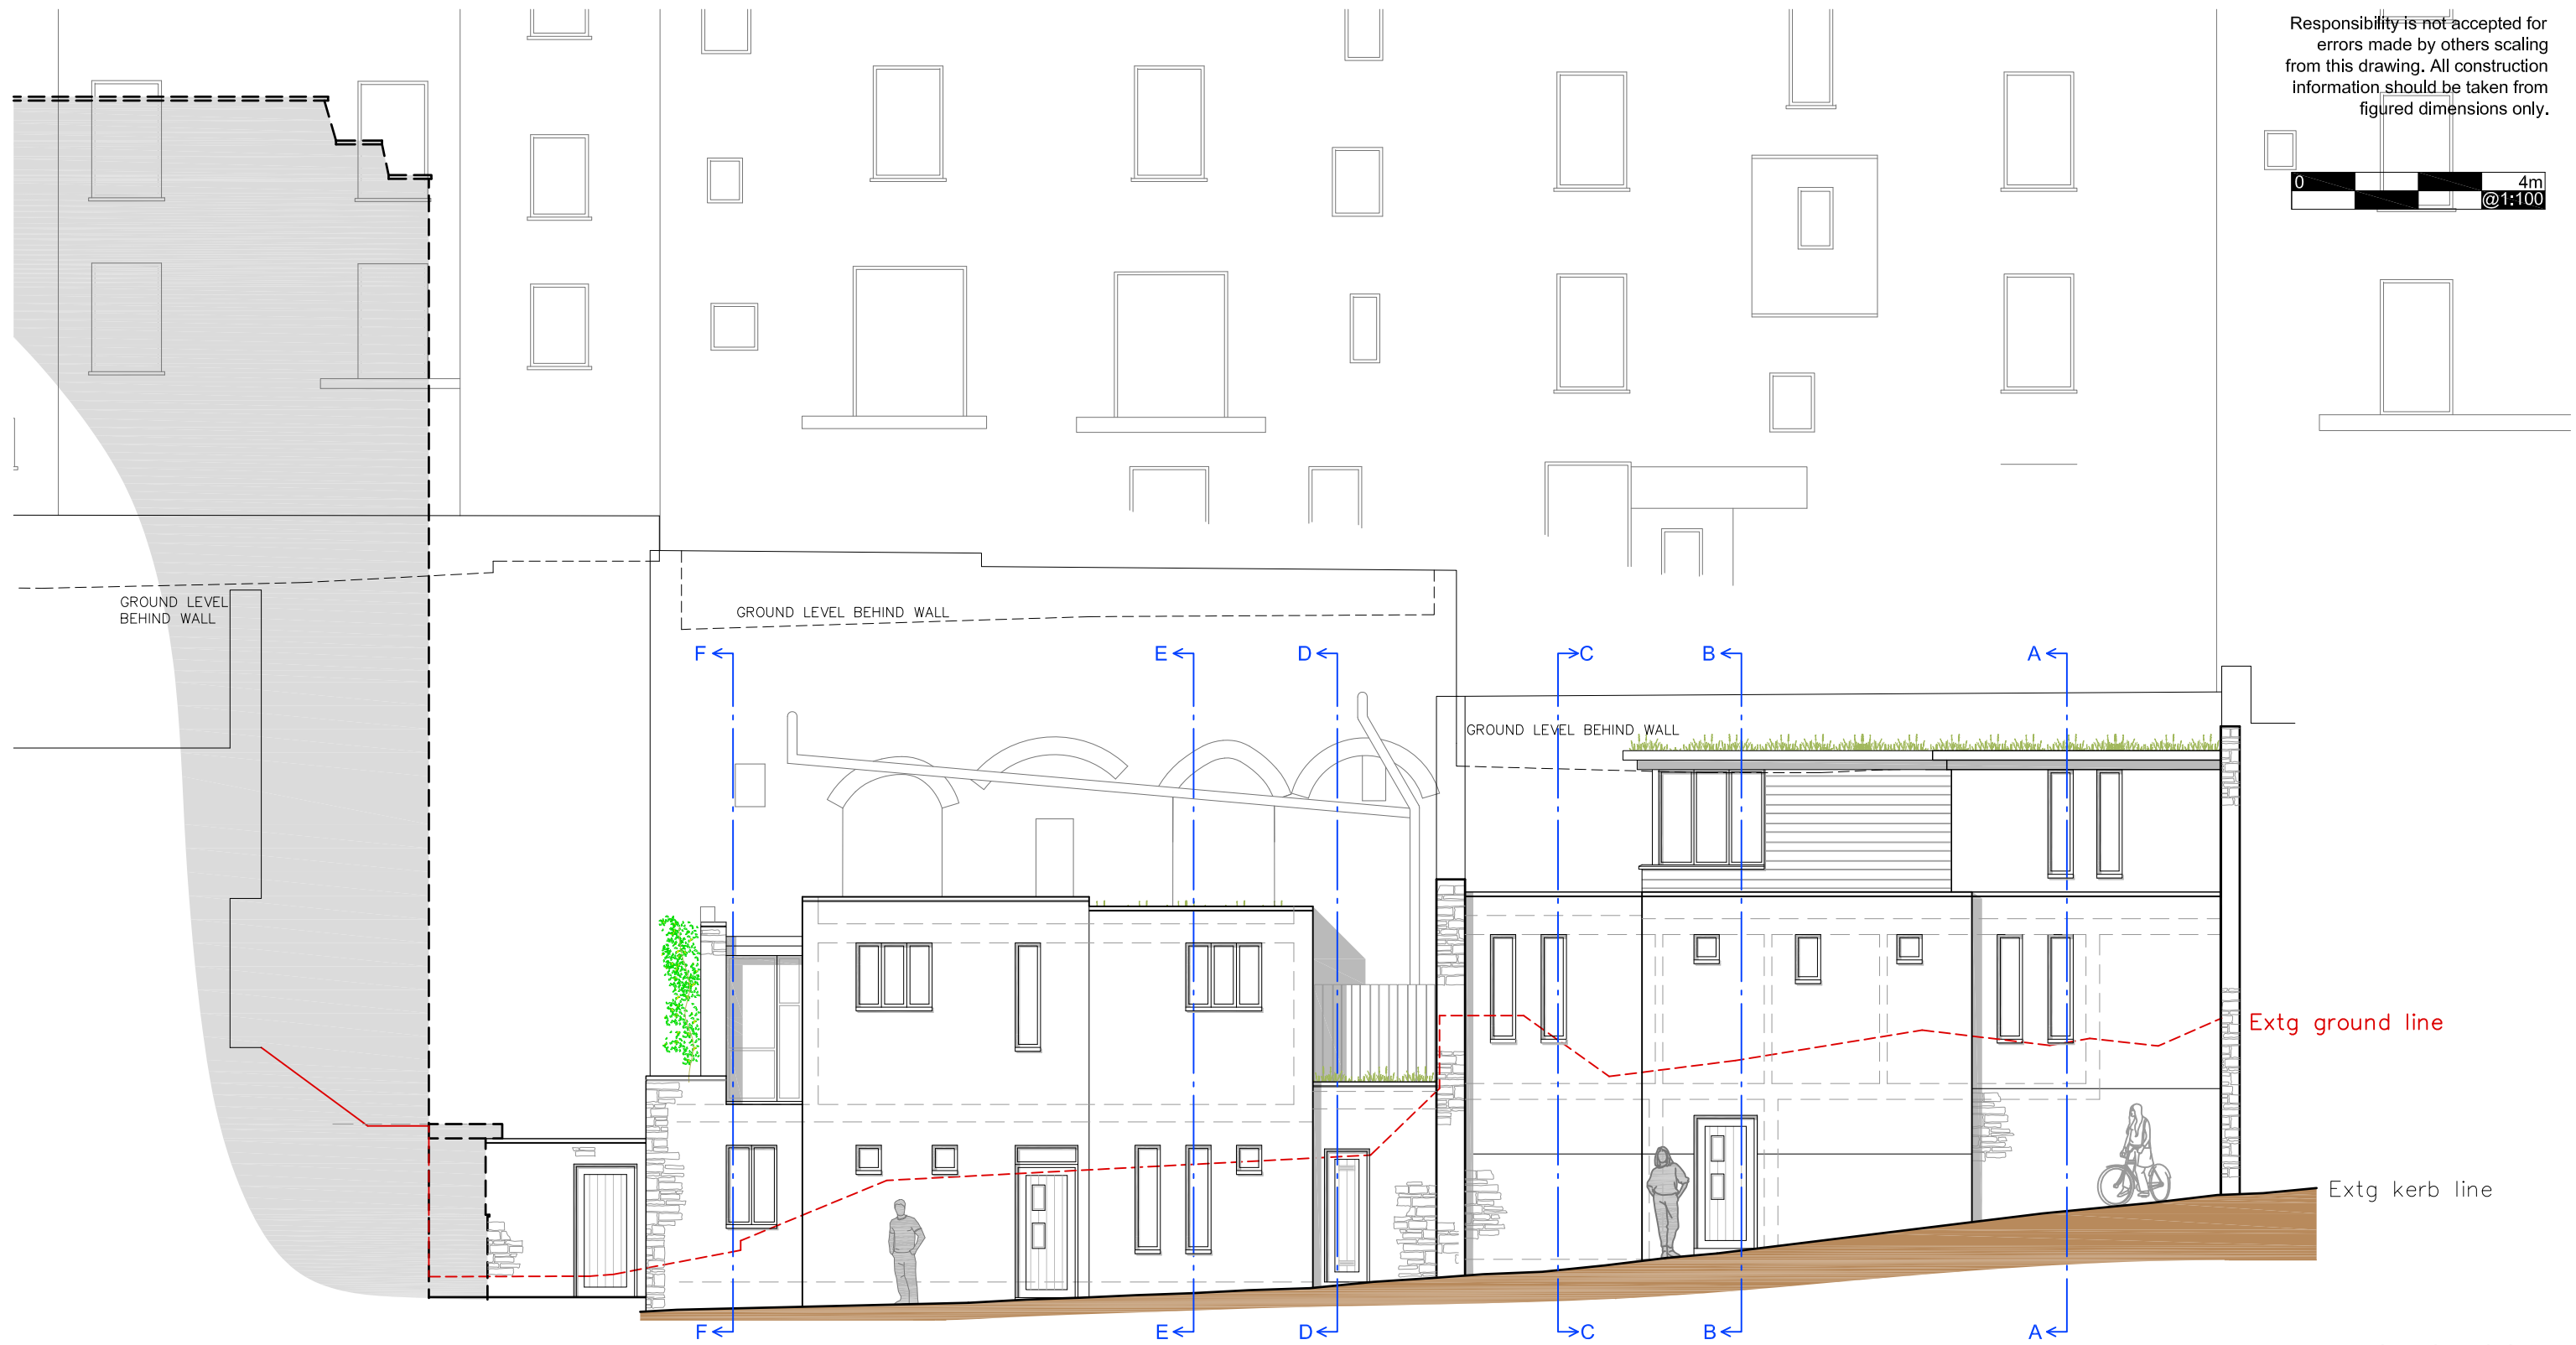 Responsibility is not accepted for
errors made by others scaling
from this drawing. All construction
information should be taken from
figured dimensions only.
0 4m
@1:100
GROUND LEVEL
BEHIND WALL
GROUND LEVEL BEHIND WALL
F E D C B A
GROUND LEVEL BEHIND WALL
Extg ground line
Extg kerb line
F E D C B A